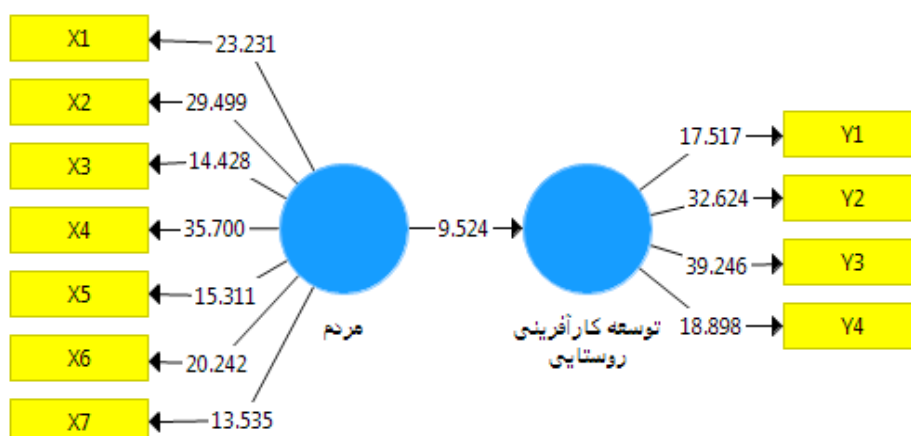 X1
X2
X3
X4
X5
X6
X7
23.231
29.499
14.428
35.700
15.311
20.242
13.535
مردم
9.524
توسعه کارآفرینی
روستایی
17.517
32.624
39.246
18.898
Y1
Y2
Y3
Y4